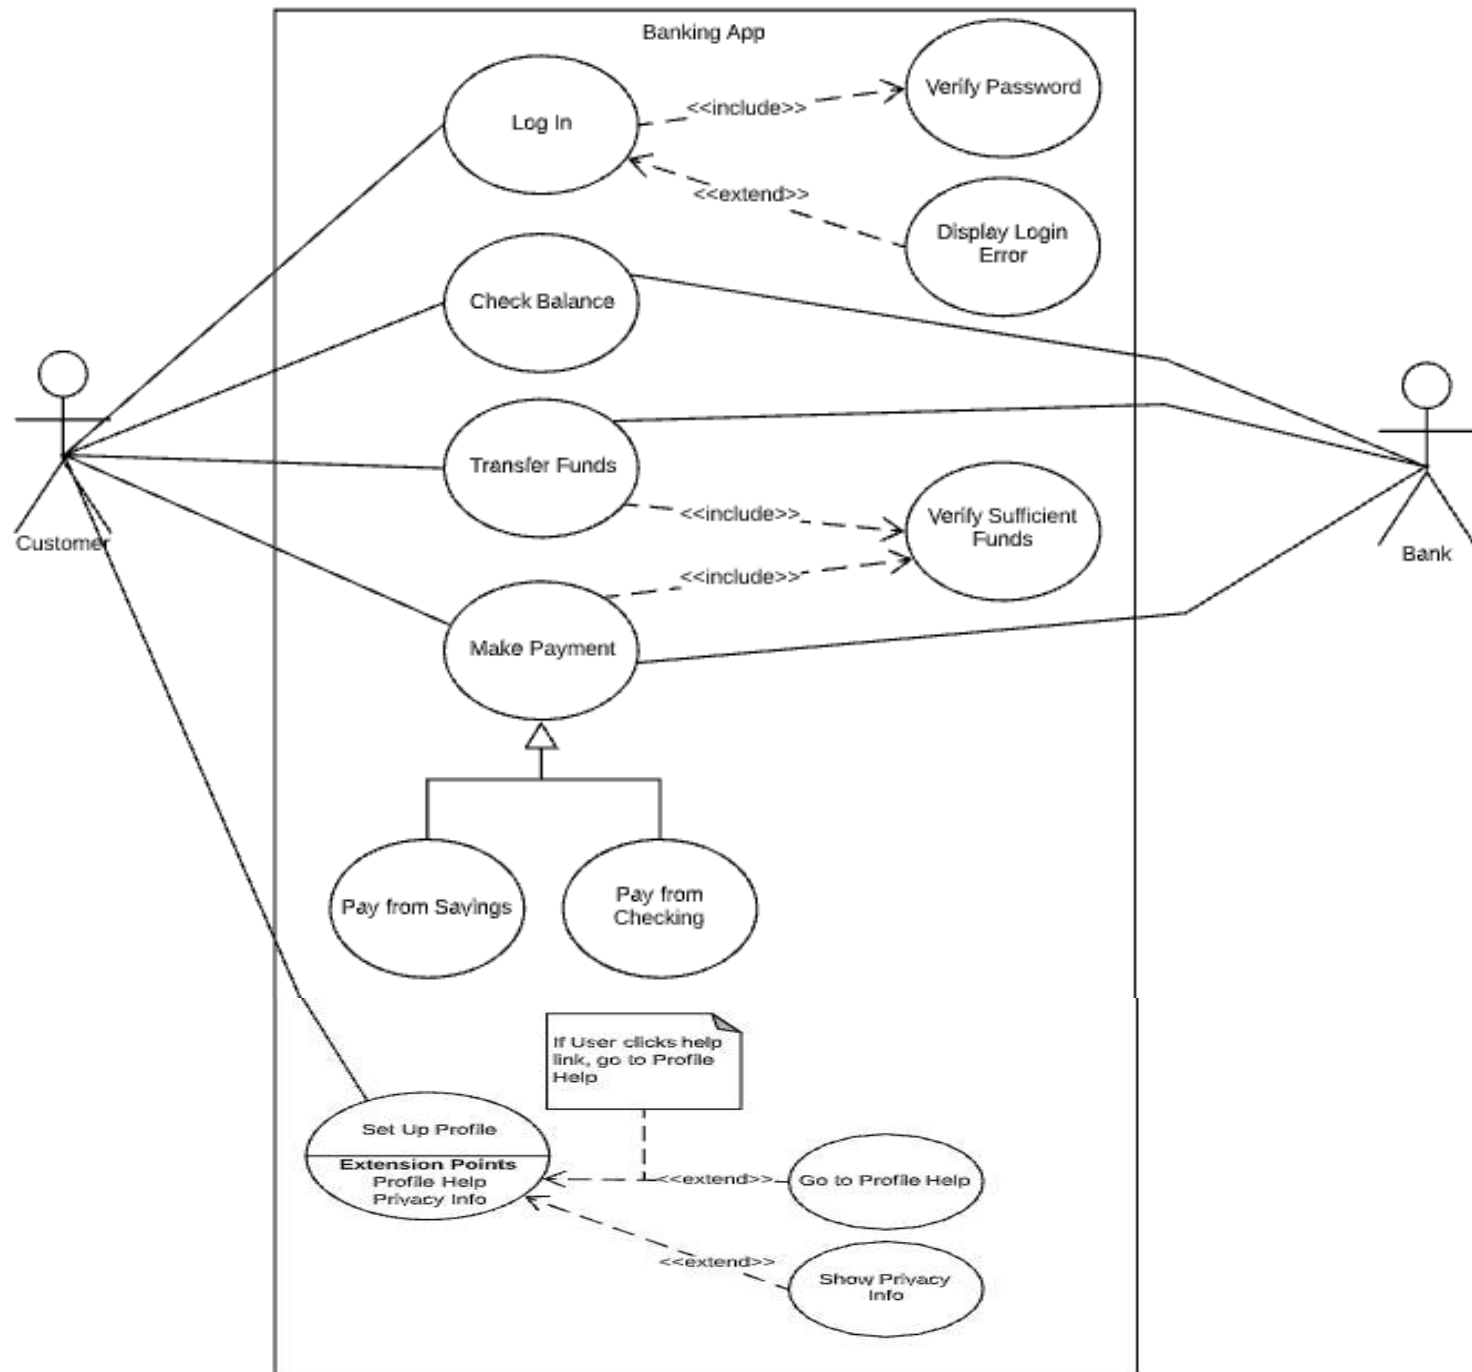 Banking App
Log In
<<include>>
Verify Password
<<extend>>
Display Login
Error
Check Balance
Customer
Transfer Funds
<<include>>
Verify Sufficient
Funds
Bank
<<include>>
Make Payment
Pay from Savings
Pay from
Checking
If User clicks help
link, go to Profile
Help
Set Up Profile
Extension Points
Profile Help
Privacy Info
<<extend>>
Go to Profile Help
<<extend>>
Show Privacy
Info